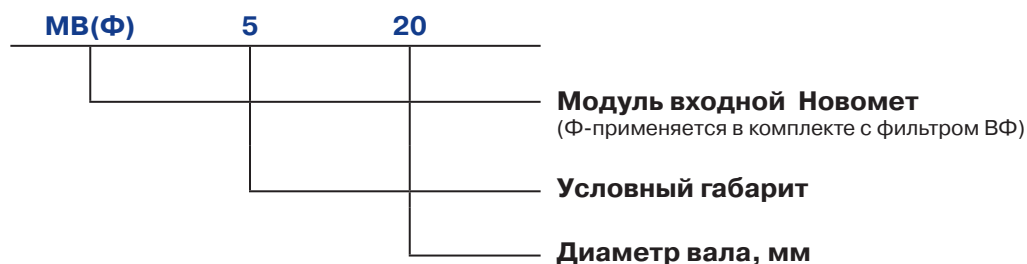 МВ(Ф) 5 20
Модуль входной Новомет
(Ф-применяется в комплекте с фильтром ВФ)
Условный габарит
Диаметр вала, мм